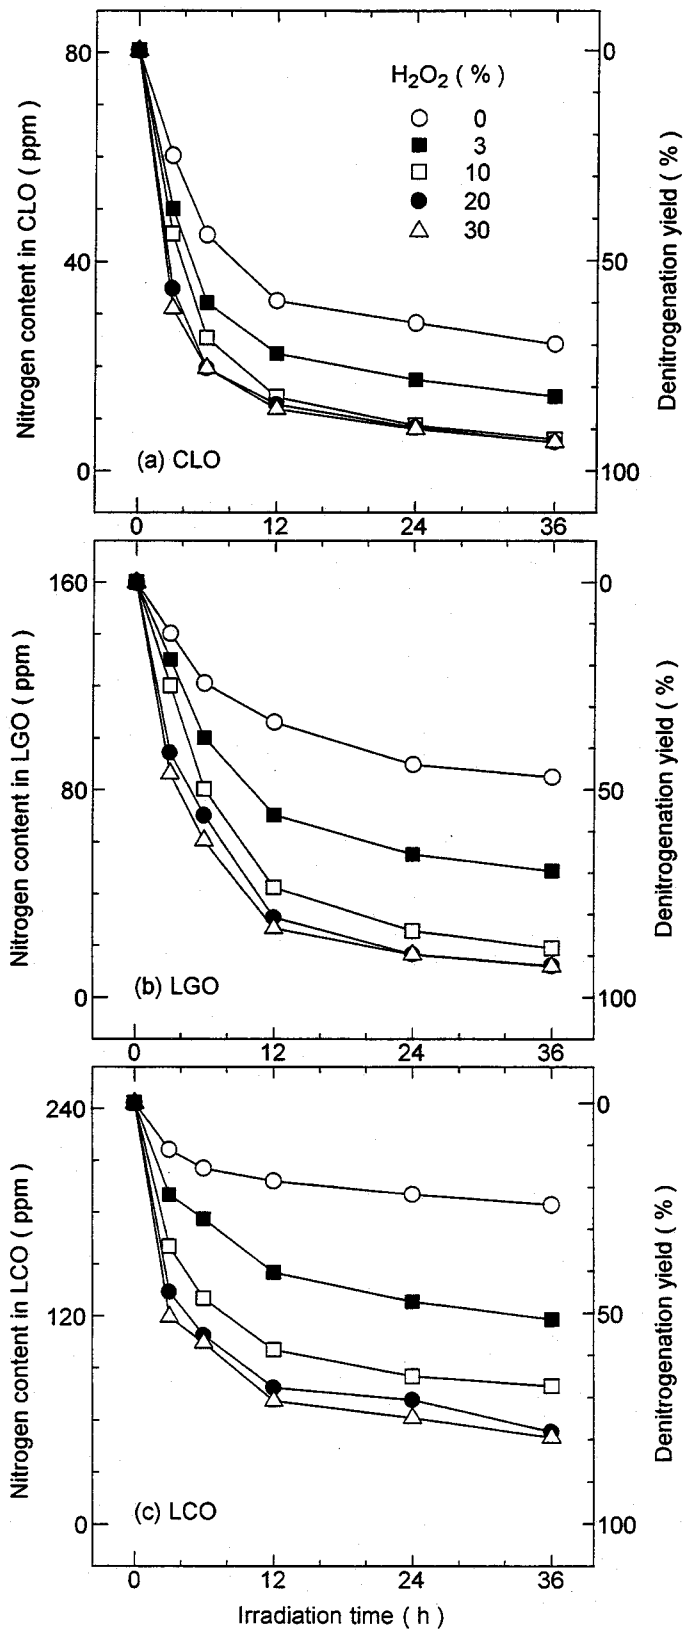 H₂O₂ ( % )
0
3
10
20
30
Nitrogen content in CLO ( ppm )
80
40
0
Denitrogenation yield ( % )
0
50
100
(a) CLO
0 12 24 36
Nitrogen content in LGO ( ppm )
160
80
0
Denitrogenation yield ( % )
0
50
100
(b) LGO
0 12 24 36
Nitrogen content in LCO ( ppm )
240
120
0
Denitrogenation yield ( % )
0
50
100
(c) LCO
0 12 24 36
Irradiation time ( h )